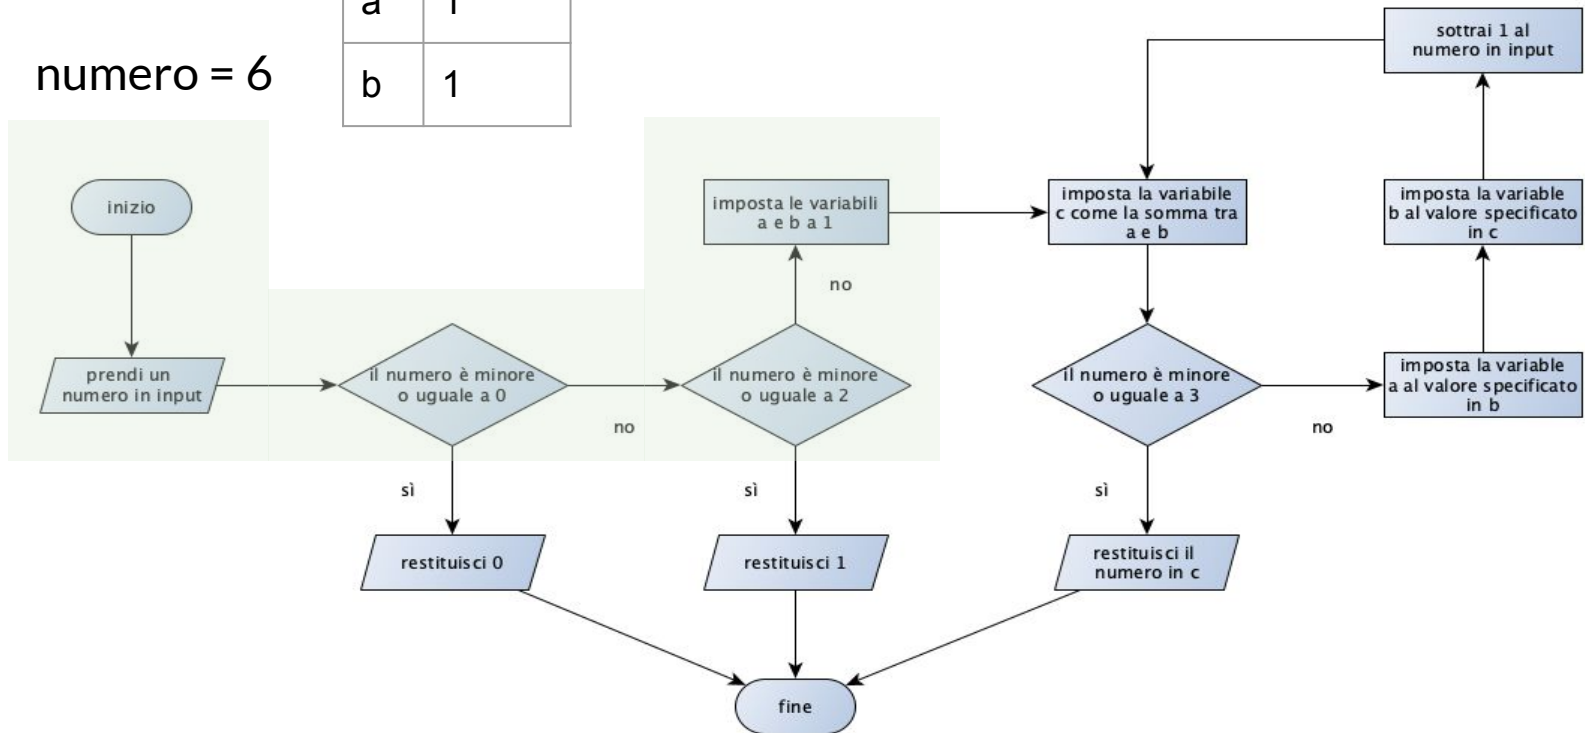 a 1
numero = 6
b 1
sottrai 1 al
numero in input
inizio
imposta le variabili
a e b a 1
imposta la variabile
c come la somma tra
a e b
imposta la variable
b al valore specificato
in c
no
prendi un
numero in input
il numero è minore
o uguale a 0
no
il numero è minore
o uguale a 2
il numero è minore
o uguale a 3
no
imposta la variable
a al valore specificato
in b
sì
sì
sì
restituisci 0
restituisci 1
restituisci il
numero in c
fine